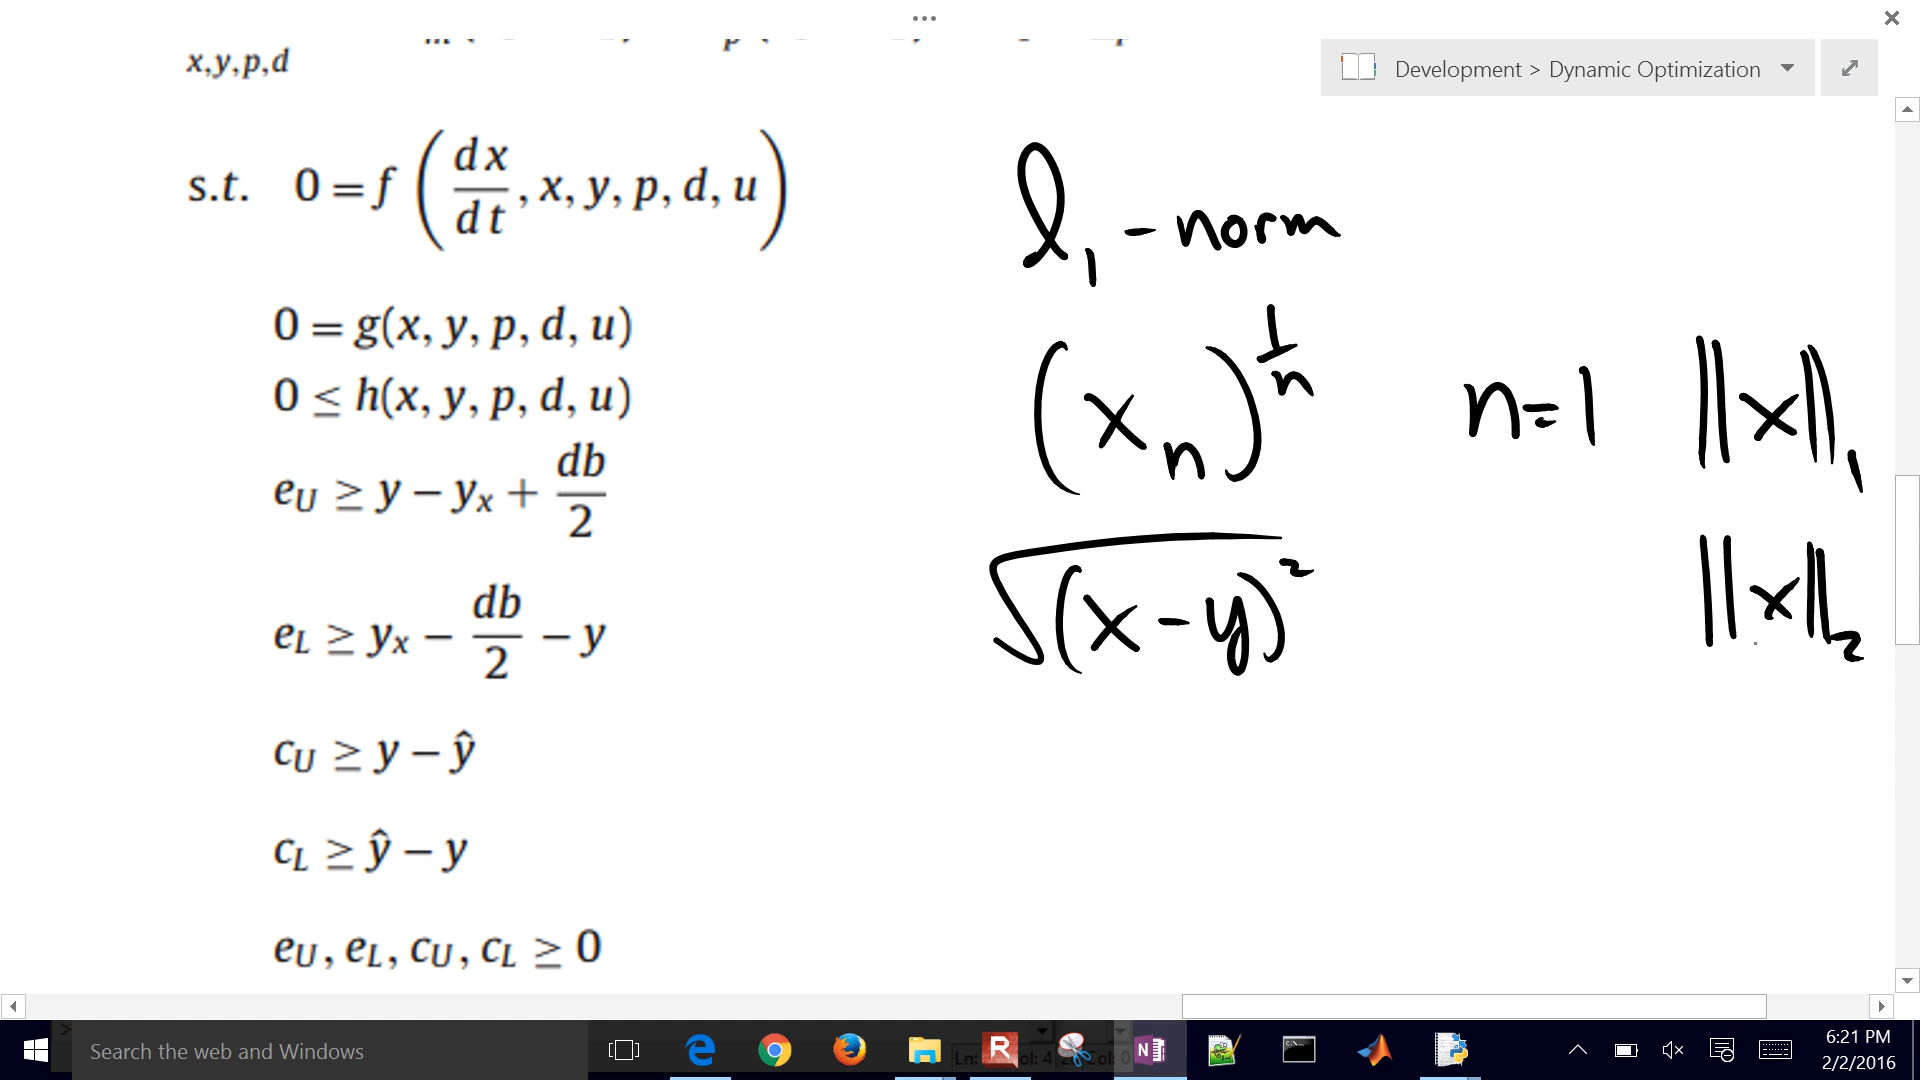 x,y,p,d
Development > Dynamic Optimization
s.t. 0 = f ( dx/dt , x, y, p, d, u )
0 = g(x, y, p, d, u)
0 ≤ h(x, y, p, d, u)
e_U ≥ y − y_x + db/2
e_L ≥ y_x − db/2 − y
c_U ≥ y − ŷ
c_L ≥ ŷ − y
e_U, e_L, c_U, c_L ≥ 0
l_1 - norm
(x_n)^(1/n) n=1 ||x||_1
√(x-y)^2 ||x||_2
Search the web and Windows
6:21 PM
2/2/2016